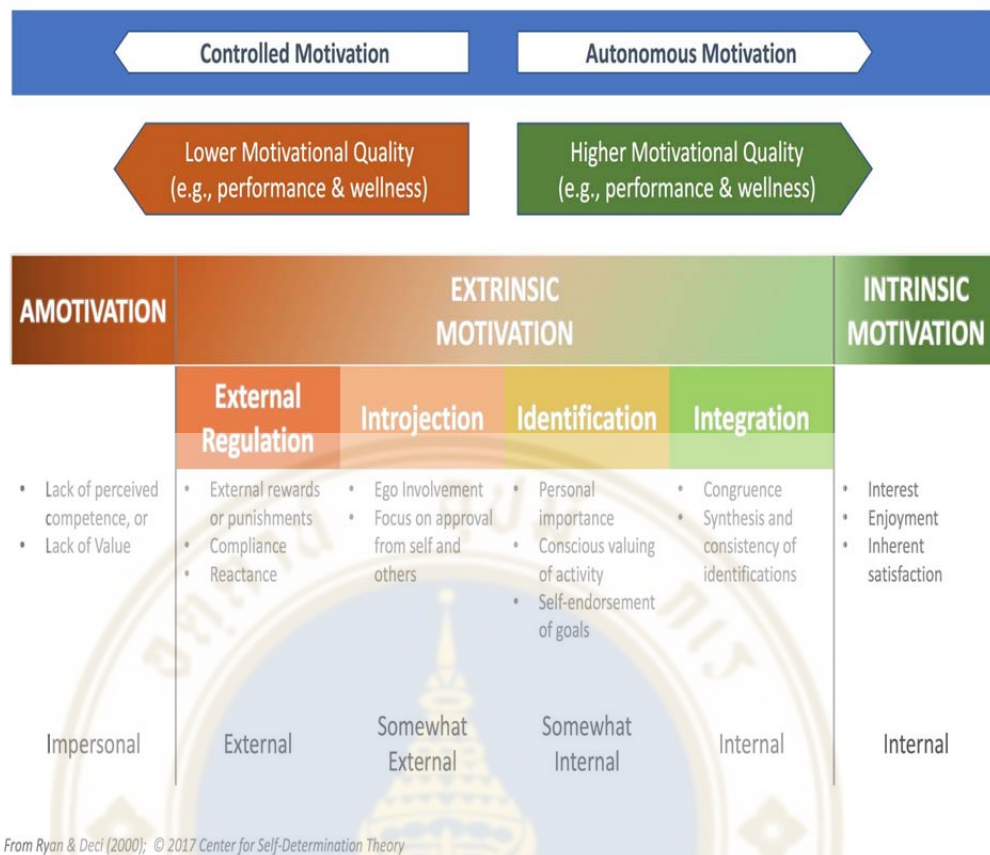 Controlled Motivation
Autonomous Motivation
Lower Motivational Quality
(e.g., performance & wellness)
Higher Motivational Quality
(e.g., performance & wellness)
AMOTIVATION
EXTRINSIC
MOTIVATION
INTRINSIC
MOTIVATION
External
Regulation
Introjection
Identification
Integration
• Lack of perceived
competence, or
• Lack of Value
• External rewards
or punishments
• Compliance
• Reactance
• Ego Involvement
• Focus on approval
from self and
others
• Personal
importance
• Conscious valuing
of activity
• Self-endorsement
of goals
• Congruence
• Synthesis and
consistency of
identifications
• Interest
• Enjoyment
• Inherent
satisfaction
Impersonal
External
Somewhat
External
Somewhat
Internal
Internal
Internal
From Ryan & Deci (2000); © 2017 Center for Self-Determination Theory